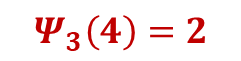 Ψ₃(4) = 2